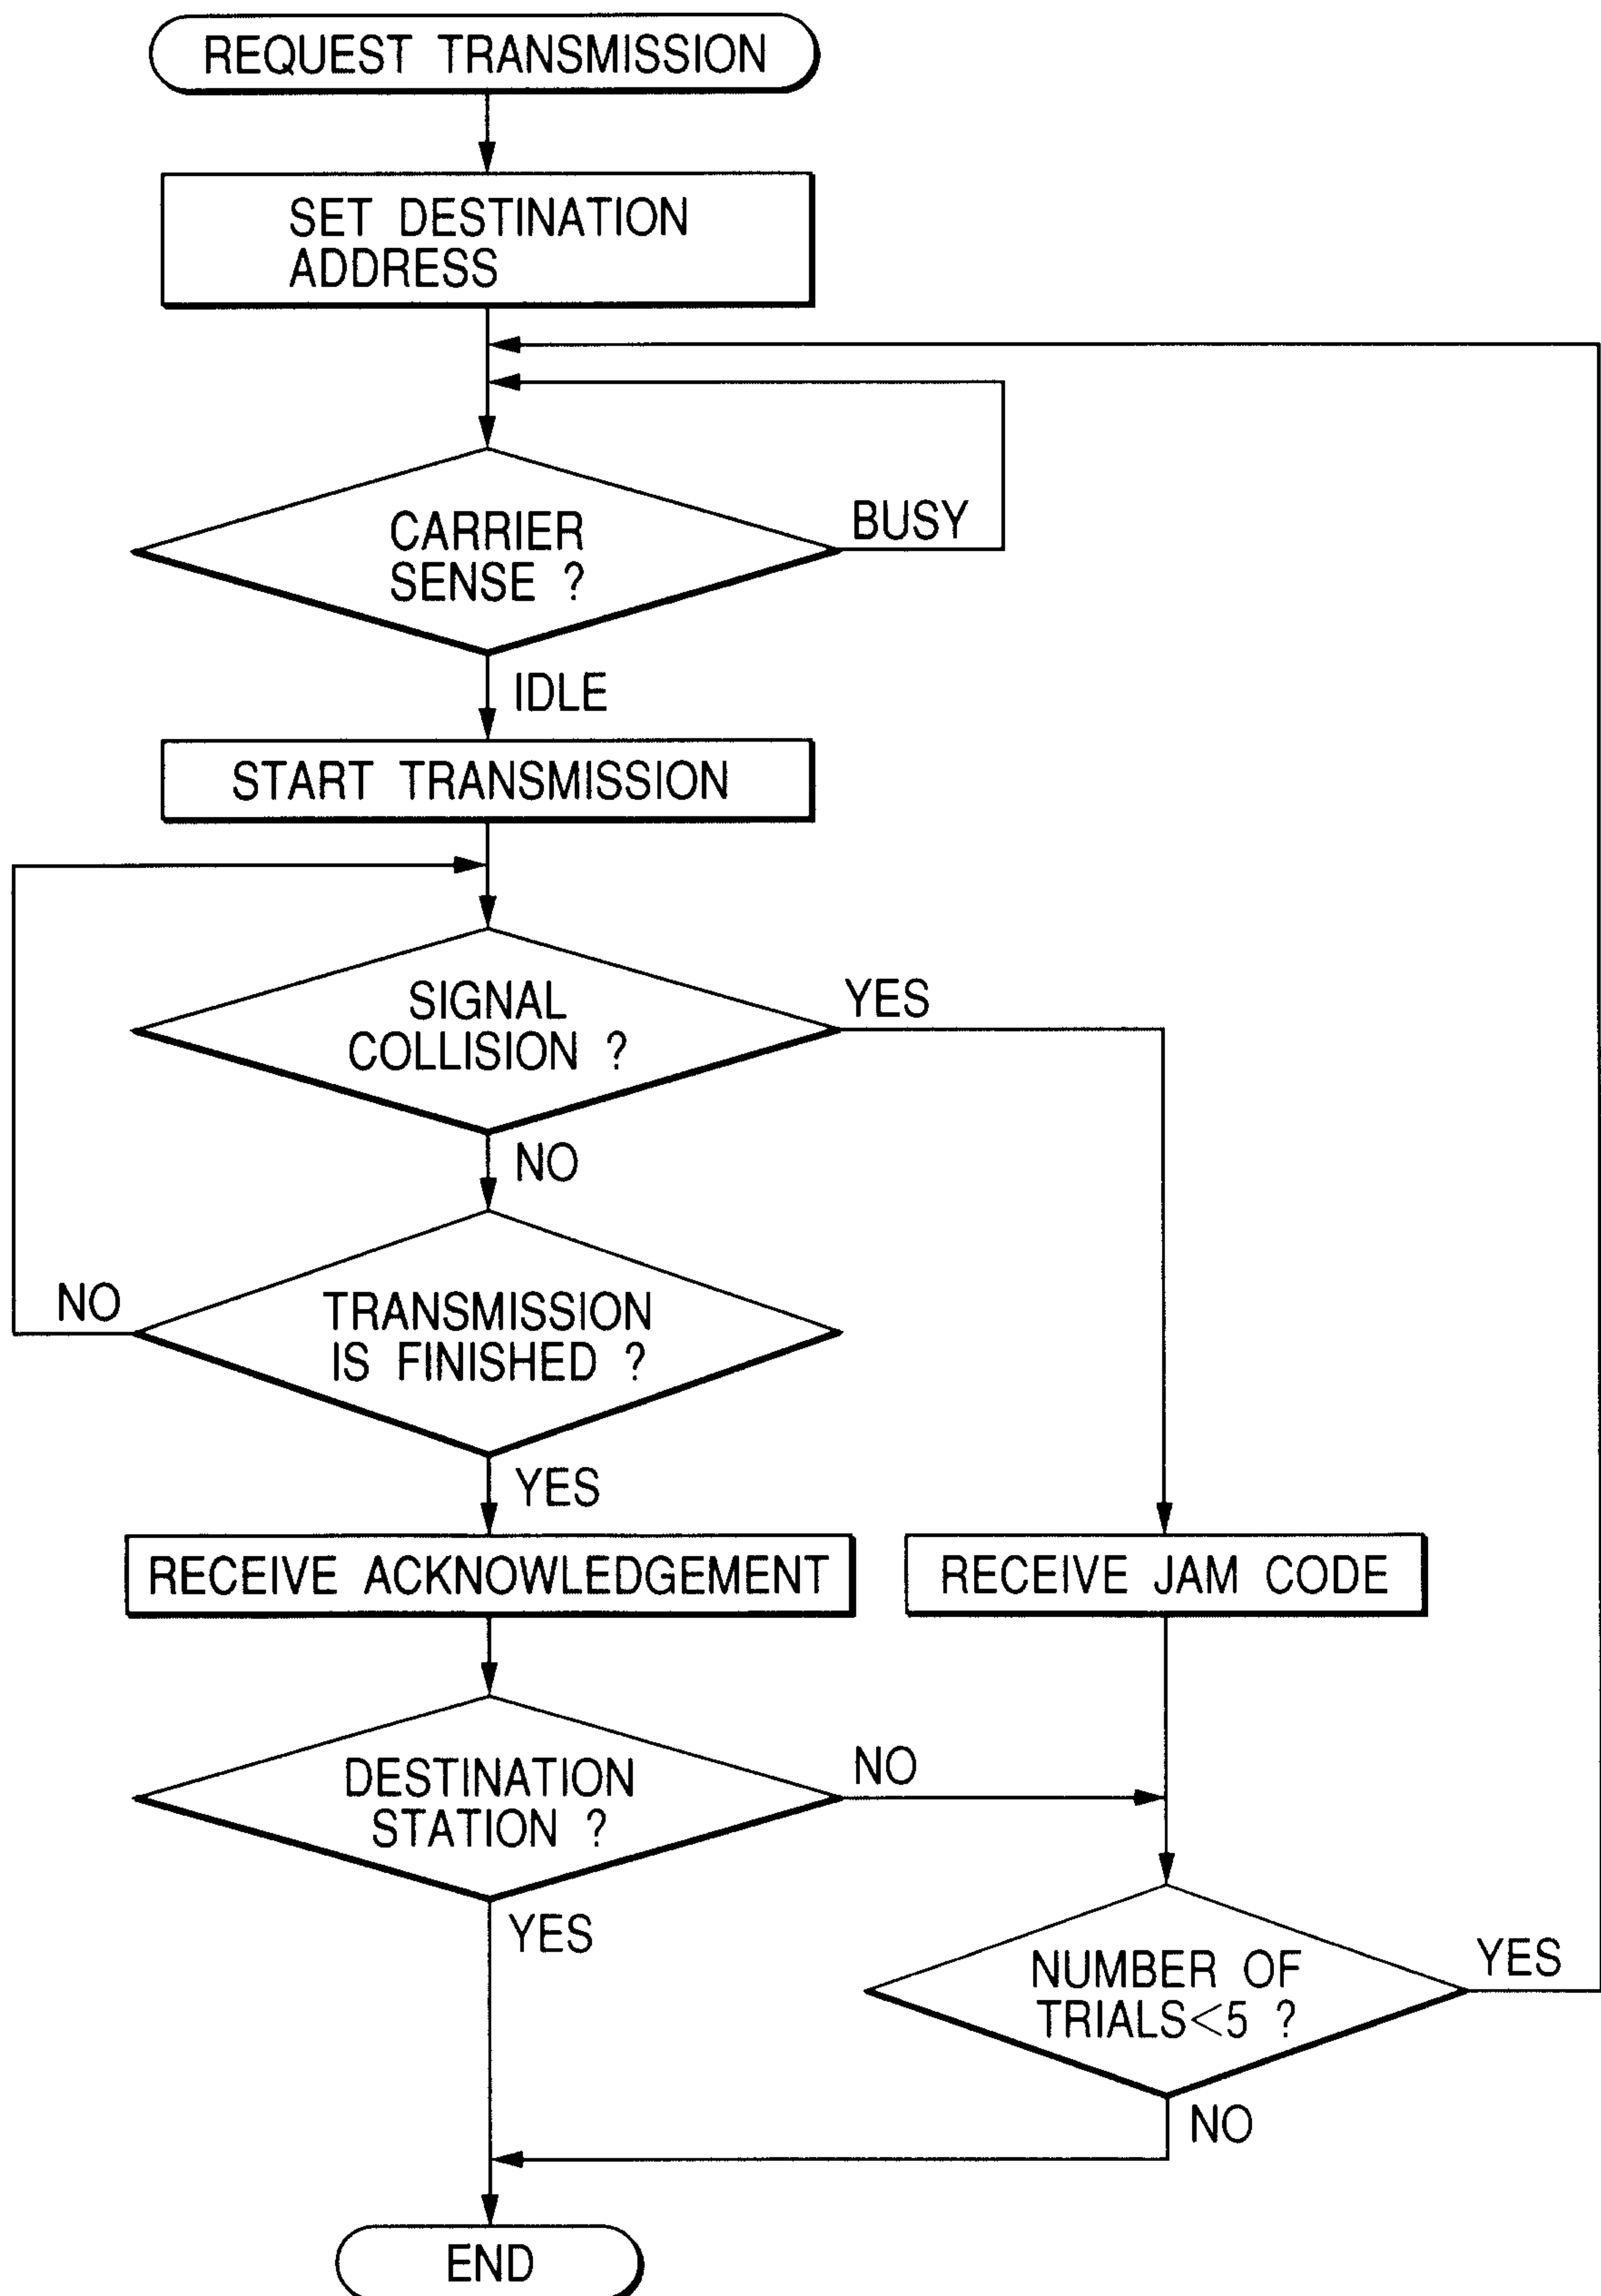 REQUEST TRANSMISSION
SET DESTINATION
ADDRESS
CARRIER
SENSE ?
BUSY
IDLE
START TRANSMISSION
SIGNAL
COLLISION ?
YES
NO
TRANSMISSION
IS FINISHED ?
NO
YES
RECEIVE ACKNOWLEDGEMENT
RECEIVE JAM CODE
DESTINATION
STATION ?
NO
YES
NUMBER OF
TRIALS<5 ?
YES
NO
END